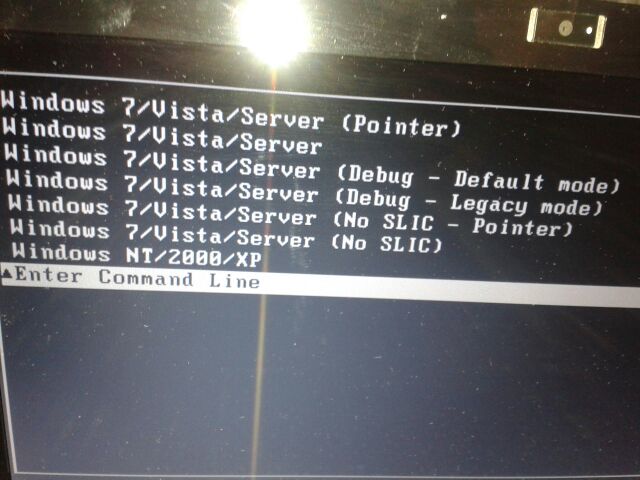 Windows 7/Vista/Server (Pointer)
Windows 7/Vista/Server
Windows 7/Vista/Server (Debug - Default mode)
Windows 7/Vista/Server (Debug - Legacy mode)
Windows 7/Vista/Server (No SLIC - Pointer)
Windows 7/Vista/Server (No SLIC)
Windows NT/2000/XP
▲Enter Command Line